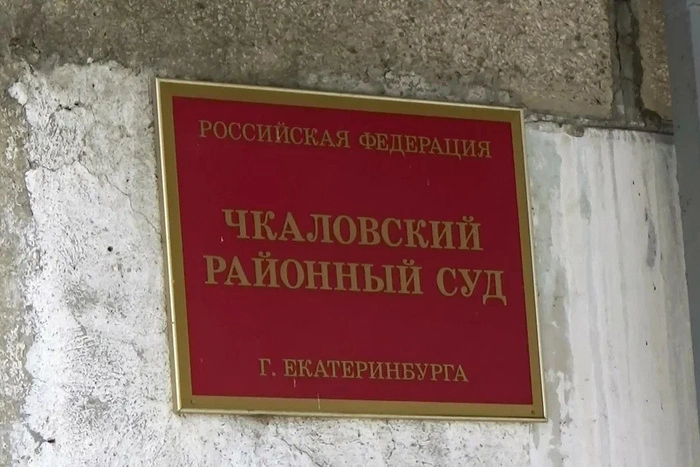 РОССИЙСКАЯ ФЕДЕРАЦИЯ
ЧКАЛОВСКИЙ
РАЙОННЫЙ СУД
Г. ЕКАТЕРИНБУРГА